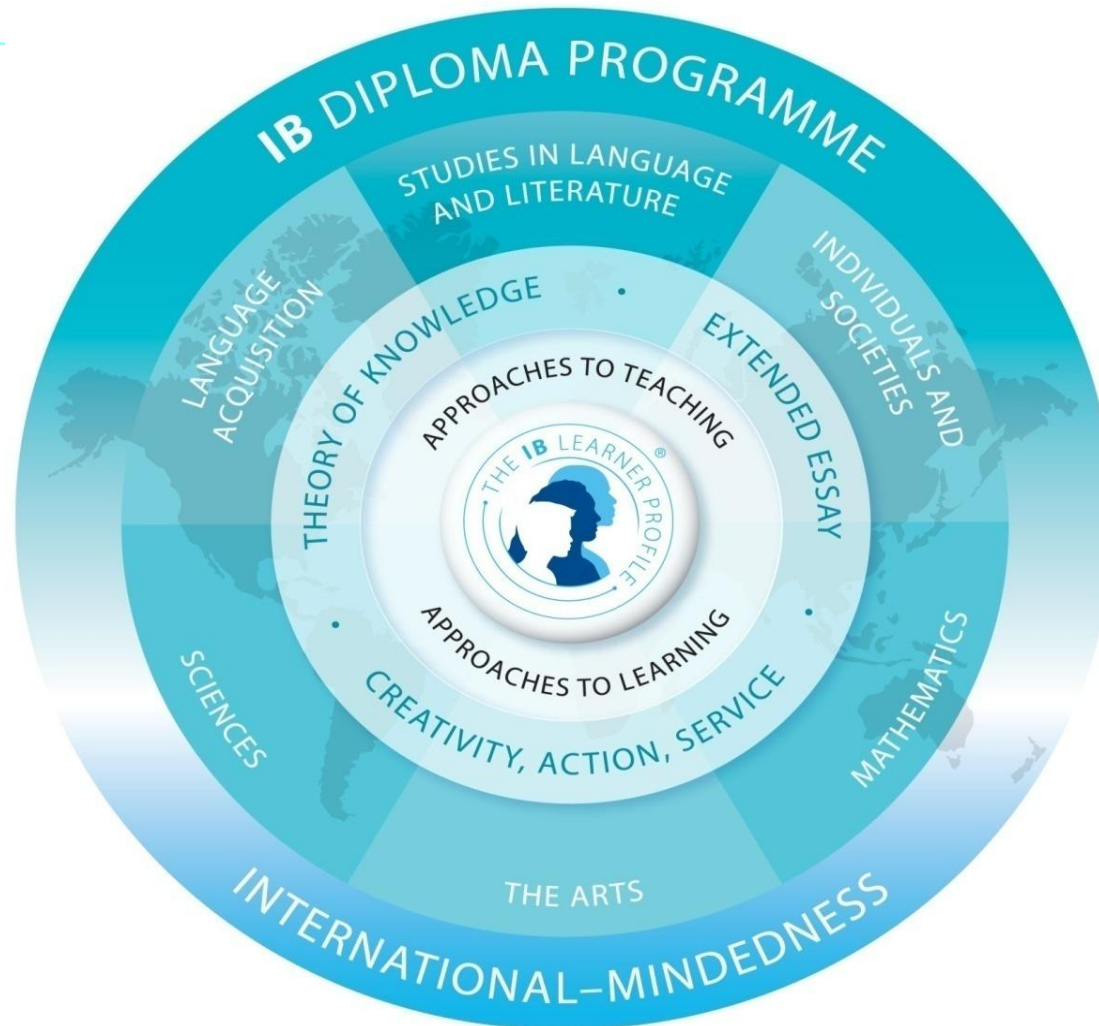 IB DIPLOMA PROGRAMME
STUDIES IN LANGUAGE
AND LITERATURE
LANGUAGE
ACQUISITION
INDIVIDUALS AND
SOCIETIES
THEORY OF KNOWLEDGE
EXTENDED ESSAY
APPROACHES TO TEACHING
THE IB LEARNER PROFILE
®
APPROACHES TO LEARNING
CREATIVITY, ACTION, SERVICE
SCIENCES
MATHEMATICS
THE ARTS
INTERNATIONAL–MINDEDNESS